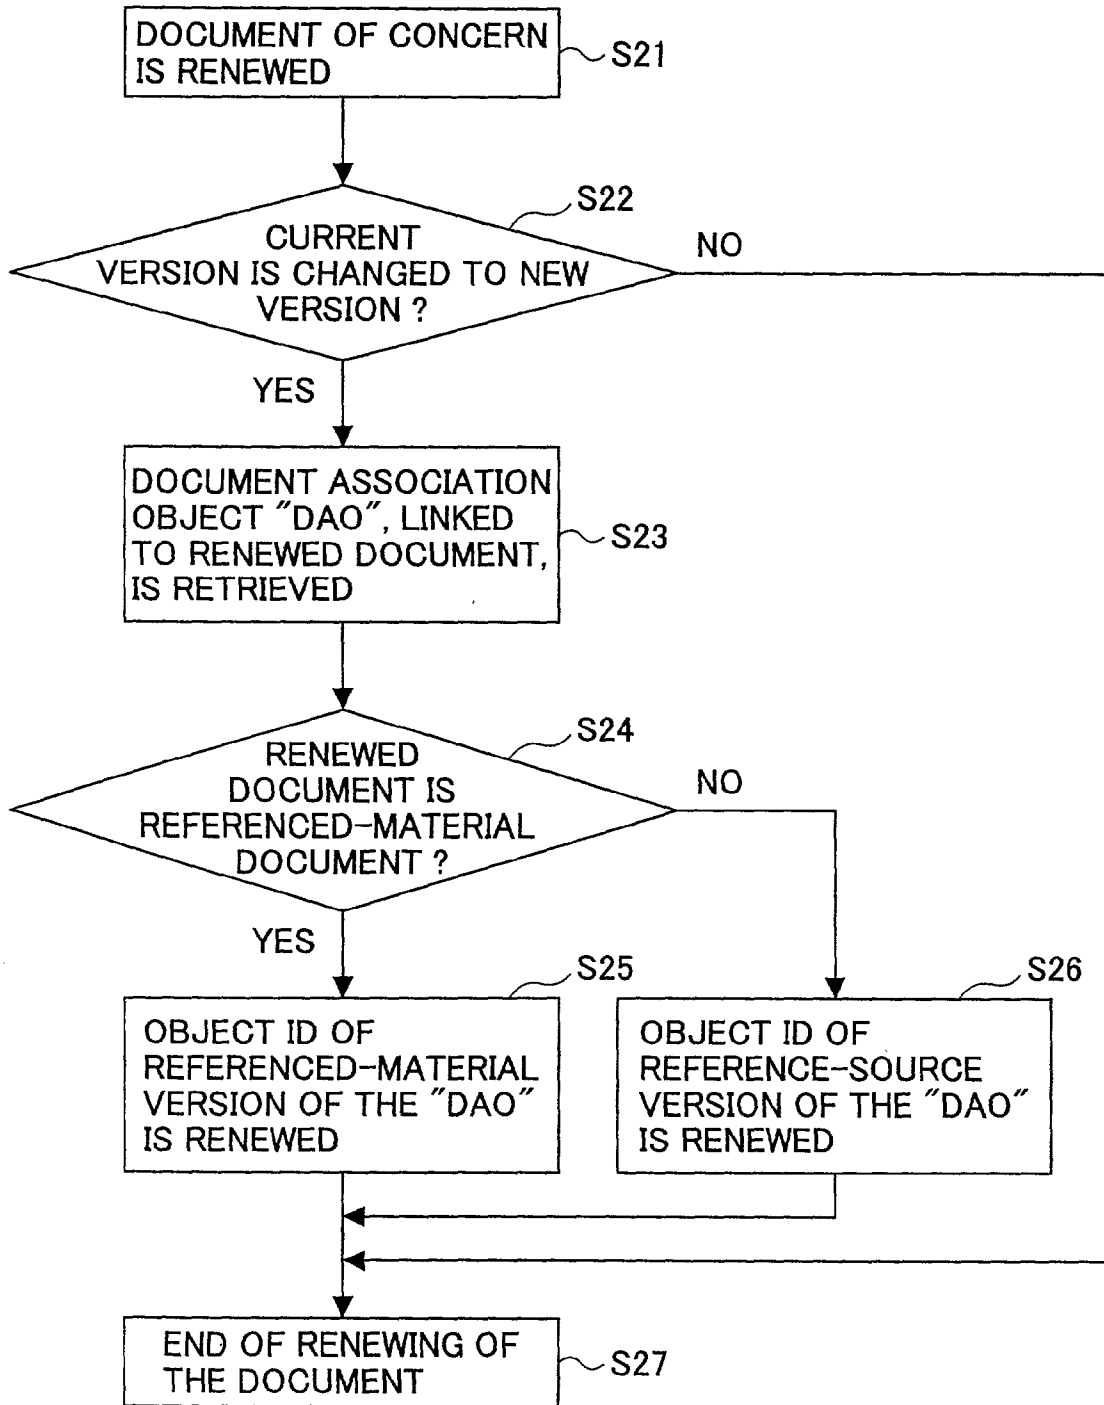 DOCUMENT OF CONCERN
IS RENEWED
S21
S22
CURRENT
VERSION IS CHANGED TO NEW
VERSION ?
NO
YES
DOCUMENT ASSOCIATION
OBJECT "DAO", LINKED
TO RENEWED DOCUMENT,
IS RETRIEVED
S23
S24
RENEWED
DOCUMENT IS
REFERENCED-MATERIAL
DOCUMENT ?
NO
YES
S25
OBJECT ID OF
REFERENCED-MATERIAL
VERSION OF THE "DAO"
IS RENEWED
S26
OBJECT ID OF
REFERENCE-SOURCE
VERSION OF THE "DAO"
IS RENEWED
END OF RENEWING OF
THE DOCUMENT
S27